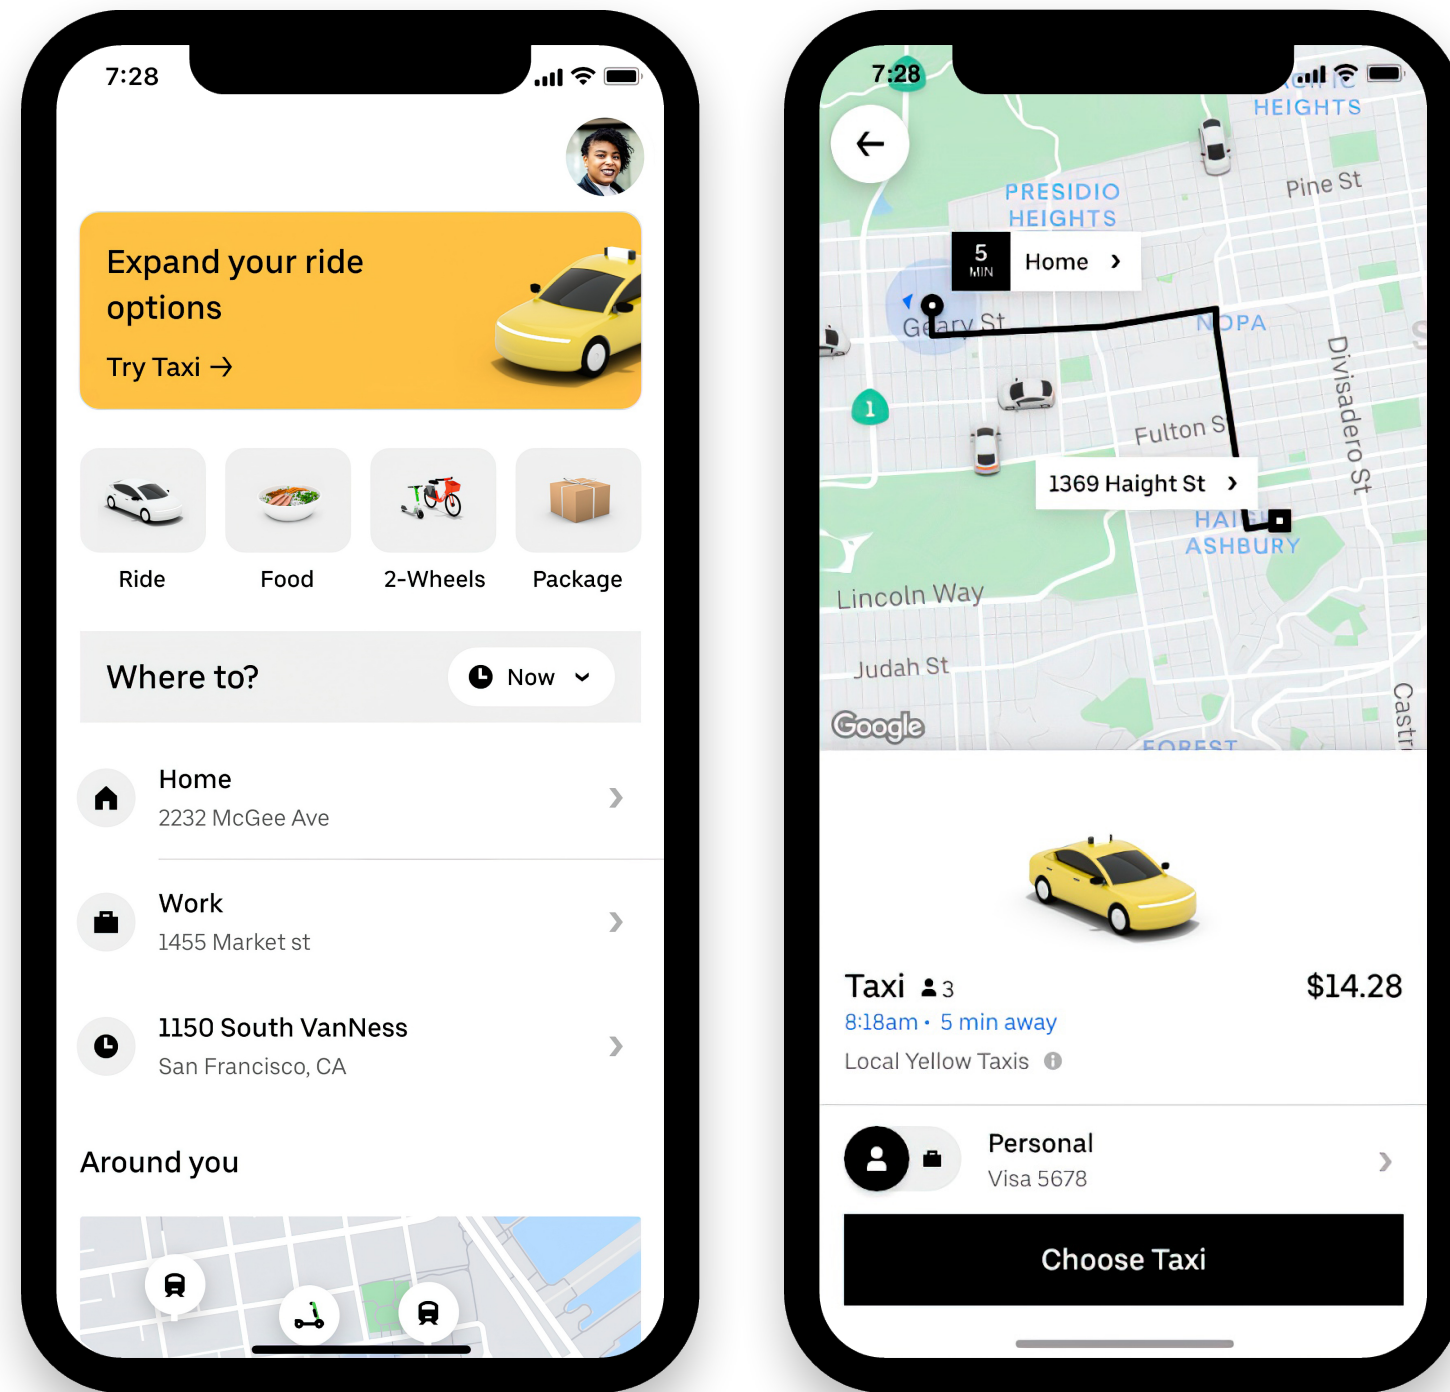 7:28
Expand your ride
options
Try Taxi →
Ride
Food
2-Wheels
Package
Where to?
Now
Home
2232 McGee Ave
Work
1455 Market st
1150 South VanNess
San Francisco, CA
Around you
7:28
HEIGHTS
Pine St
PRESIDIO
HEIGHTS
5
MIN
Home
Geary St
NOPA
Divisadero St
1
Fulton S
1369 Haight St
ASHBURY
Lincoln Way
Judah St
Castr
Google
FOREST
Taxi 3
$14.28
8:18am • 5 min away
Local Yellow Taxis
Personal
Visa 5678
Choose Taxi